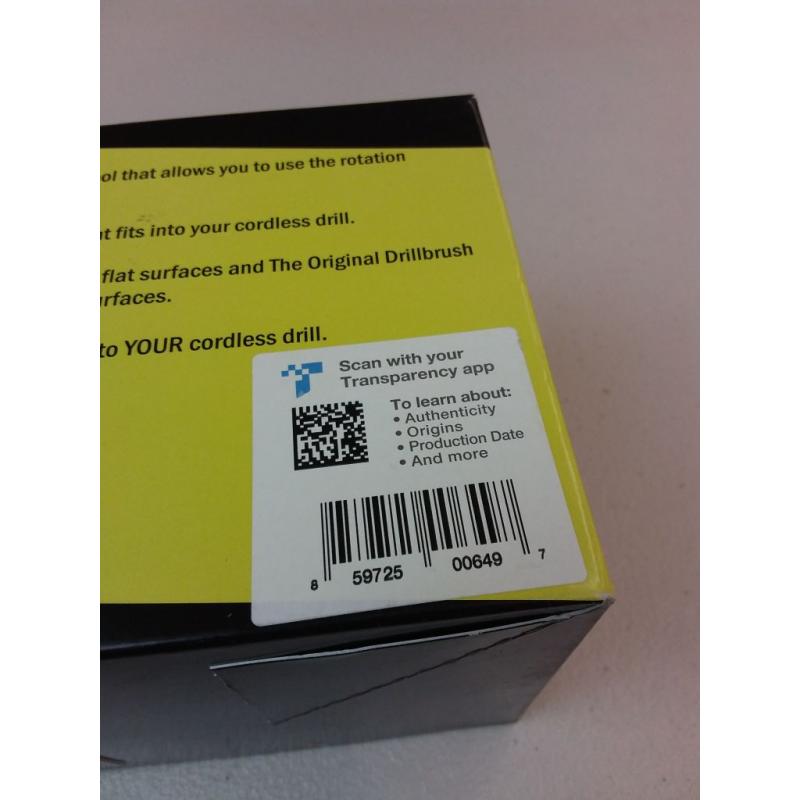 ol that allows you to use the rotation
t fits into your cordless drill.
flat surfaces and The Original Drillbrush
rfaces.
to YOUR cordless drill.
Scan with your
Transparency app
To learn about:
• Authenticity
• Origins
• Production Date
• And more
8 59725 00649 7